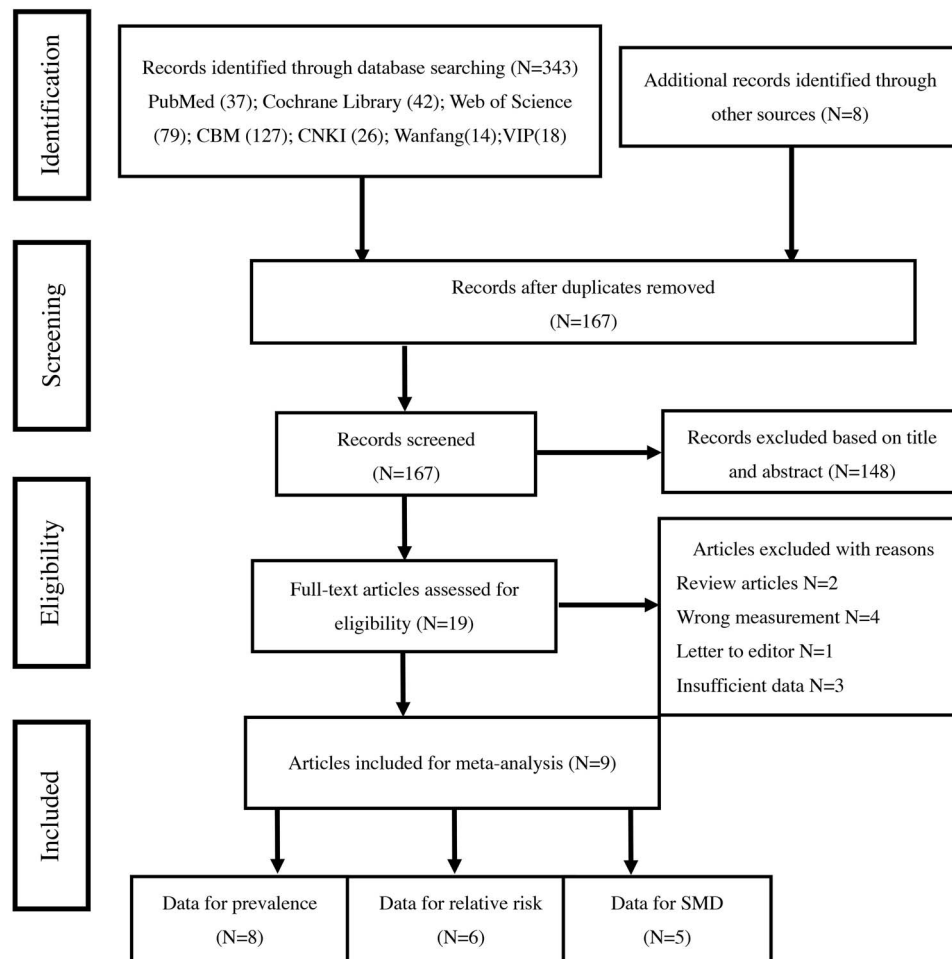 Identification
Records identified through database searching (N=343)
PubMed (37); Cochrane Library (42); Web of Science
(79); CBM (127); CNKI (26); Wanfang(14);VIP(18)
Additional records identified through
other sources (N=8)
Screening
Records after duplicates removed
(N=167)
Records screened
(N=167)
Records excluded based on title
and abstract (N=148)
Eligibility
Full-text articles assessed for
eligibility (N=19)
Articles excluded with reasons
Review articles N=2
Wrong measurement N=4
Letter to editor N=1
Insufficient data N=3
Included
Articles included for meta-analysis (N=9)
Data for prevalence
(N=8)
Data for relative risk
(N=6)
Data for SMD
(N=5)